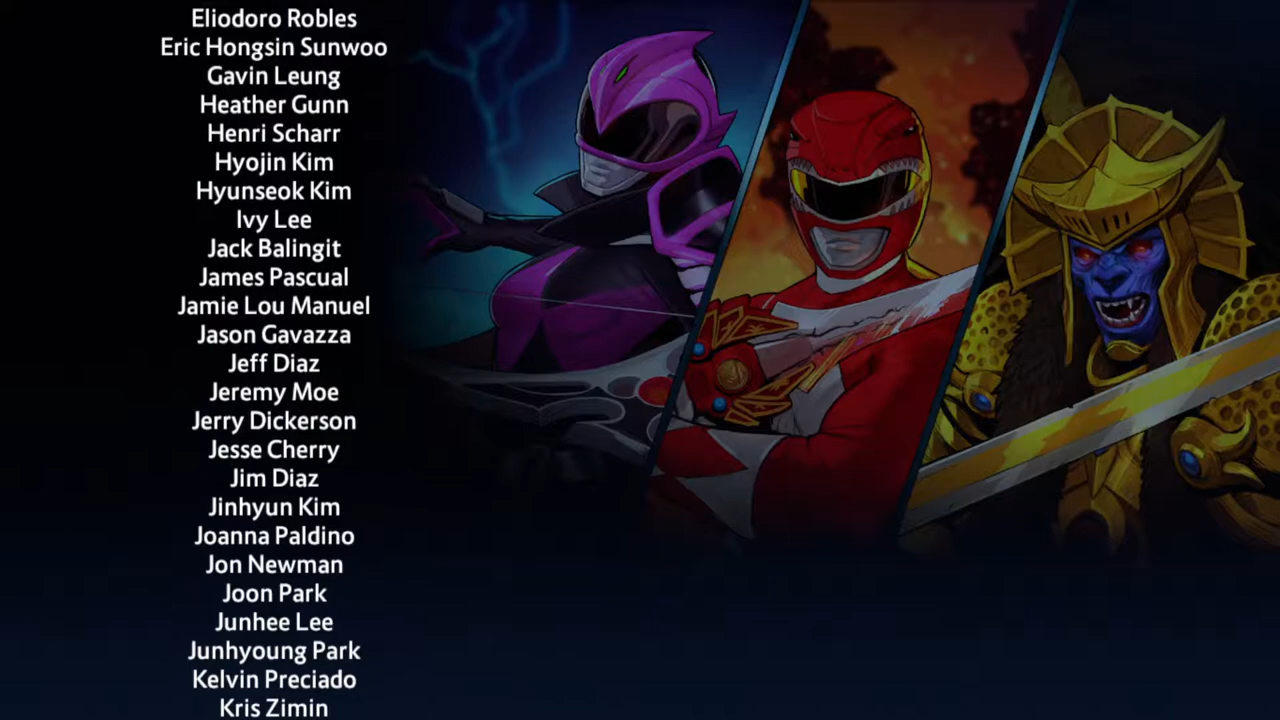 Eliodoro Robles
Eric Hongsin Sunwoo
Gavin Leung
Heather Gunn
Henri Scharr
Hyojin Kim
Hyunseok Kim
Ivy Lee
Jack Balingit
James Pascual
Jamie Lou Manuel
Jason Gavazza
Jeff Diaz
Jeremy Moe
Jerry Dickerson
Jesse Cherry
Jim Diaz
Jinhyun Kim
Joanna Paldino
Jon Newman
Joon Park
Junhee Lee
Junhyoung Park
Kelvin Preciado
Kris Zimin